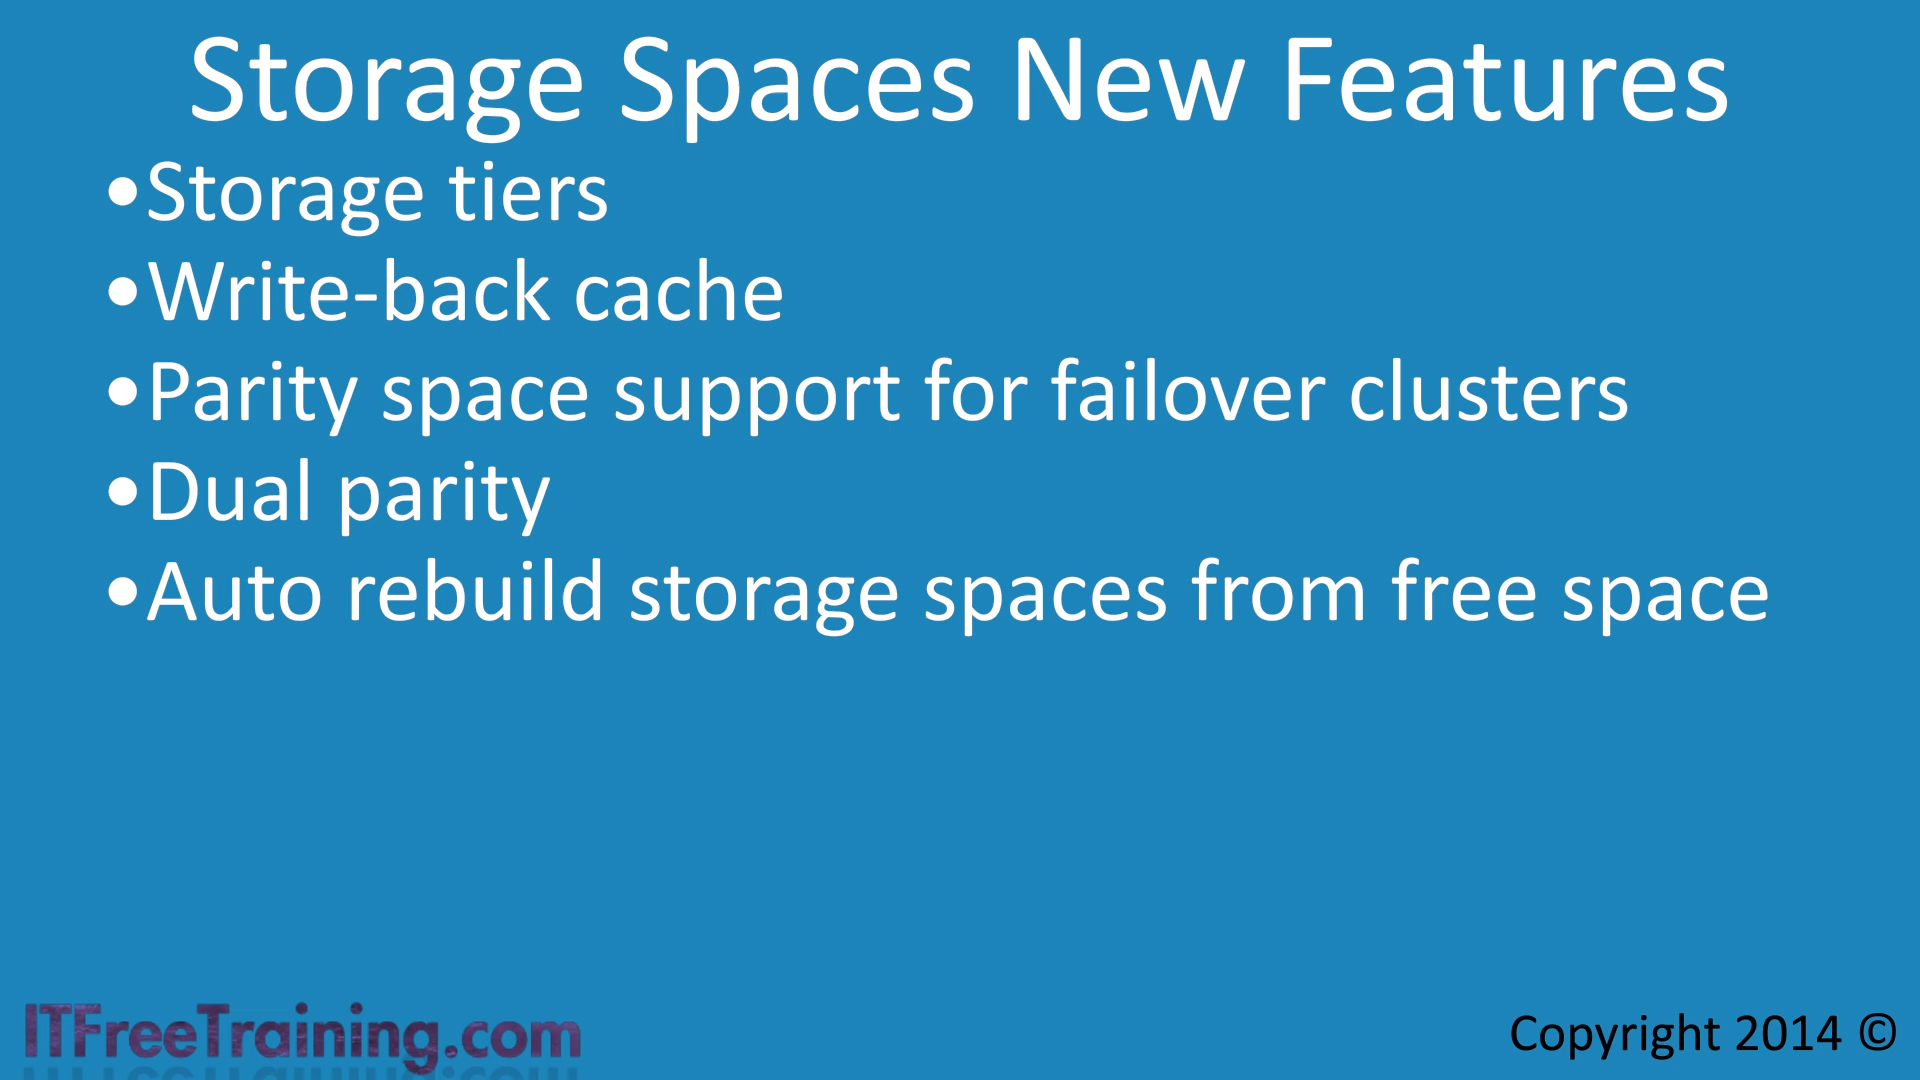 Storage Spaces New Features
•Storage tiers
•Write-back cache
•Parity space support for failover clusters
•Dual parity
•Auto rebuild storage spaces from free space
ITFreeTraining.com
Copyright 2014 ©